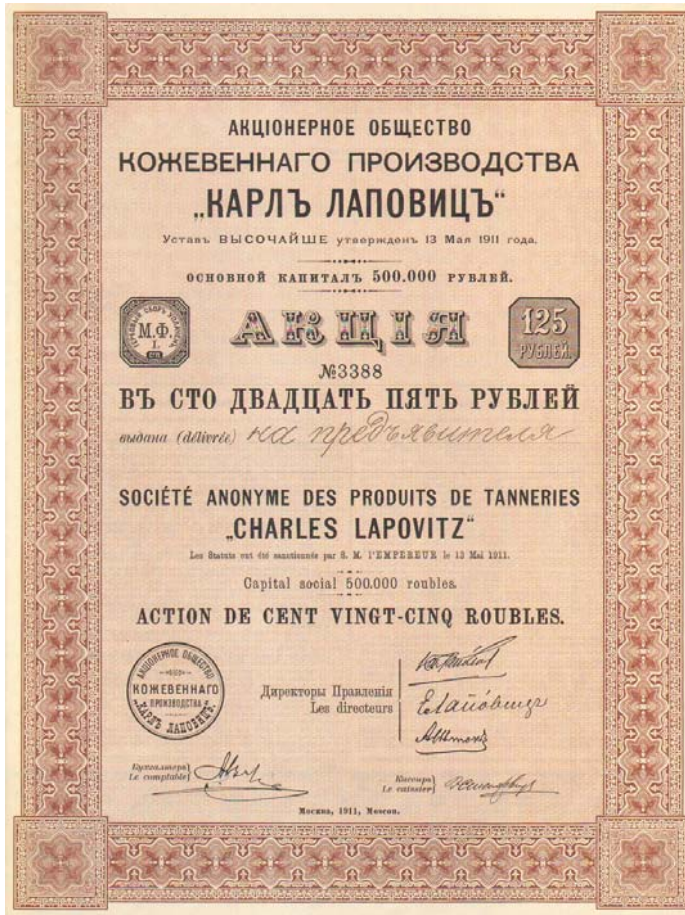 АКЦІОНЕРНОЕ ОБЩЕСТВО
КОЖЕВЕННАГО ПРОИЗВОДСТВА
„КАРЛЪ ЛАПОВИЦЪ“
Уставъ ВЫСОЧАЙШЕ утвержденъ 13 Мая 1911 года.
ОСНОВНОЙ КАПИТАЛЪ 500.000 РУБЛЕЙ.
М.Ф.
АКЦІЯ
125
РУБЛЕЙ.
№3388
ВЪ СТО ДВАДЦАТЬ ПЯТЬ РУБЛЕЙ
выдана (délivrée) на предъявителя
SOCIÉTÉ ANONYME DES PRODUITS DE TANNERIES
„CHARLES LAPOVITZ“
Les Statuts ont été sanctionnés par S. M. l'EMPEREUR le 13 Mai 1911.
Capital social 500.000 roubles.
ACTION DE CENT VINGT-CINQ ROUBLES.
АКЦІОНЕРНОЕ ОБЩЕСТВО
КОЖЕВЕННАГО
ПРОИЗВОДСТВА
„КАРЛЪ ЛАПОВИЦЪ“
Директоры Правленія
Les directeurs
Елаповицъ
Бухгалтеръ
Le comptable
Кассиръ
Le caissier
Москва, 1911, Moscou.